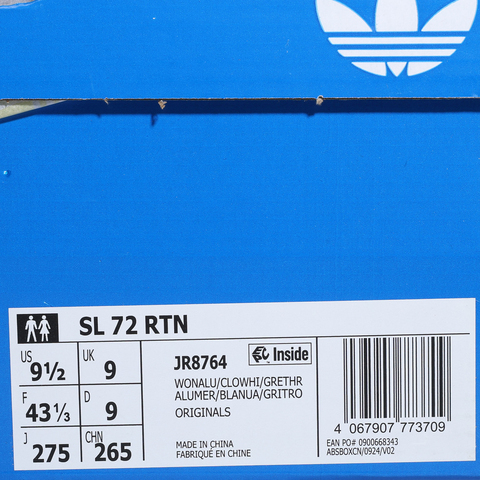 SL 72 RTN
US
9½
UK
9
F
43⅓
D
9
J
275
CHN
265
JR8764
Inside
WONALU/CLOWHI/GRETHR
ALUMER/BLANUA/GRITRO
ORIGINALS
MADE IN CHINA
FABRIQUÉ EN CHINE
4 067907 773709
EAN PO# 0900668343
ABSBOXCN/0924/V02